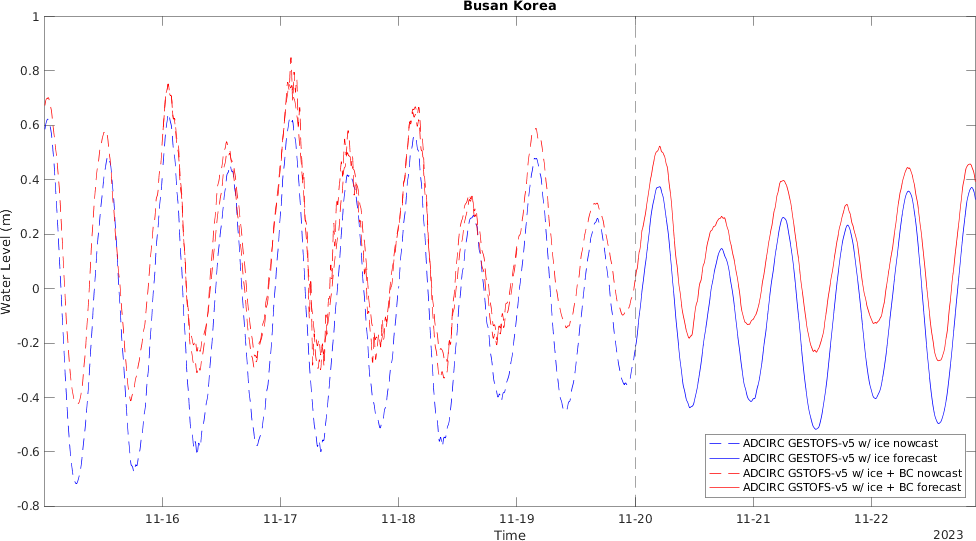 Busan Korea
1
0.8
0.6
0.4
0.2
0
-0.2
-0.4
-0.6
-0.8
Water Level (m)
11-16
11-17
11-18
11-19
11-20
11-21
11-22
Time
2023
ADCIRC GESTOFS-v5 w/ ice nowcast
ADCIRC GESTOFS-v5 w/ ice forecast
ADCIRC GSTOFS-v5 w/ ice + BC nowcast
ADCIRC GSTOFS-v5 w/ ice + BC forecast